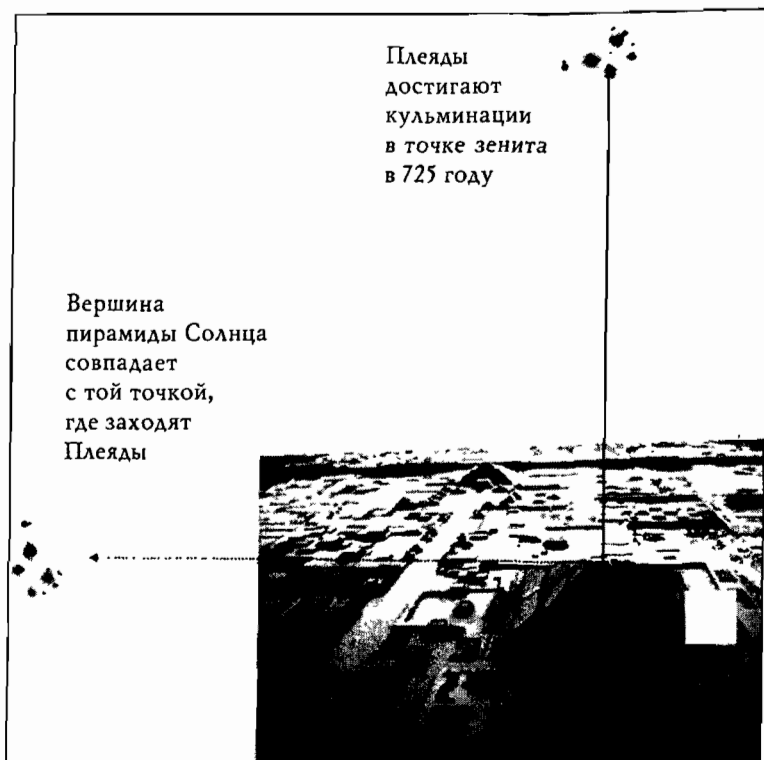 Плеяды
достигают
кульминации
в точке зенита
в 725 году
Вершина
пирамиды Солнца
совпадает
с той точкой,
где заходят
Плеяды